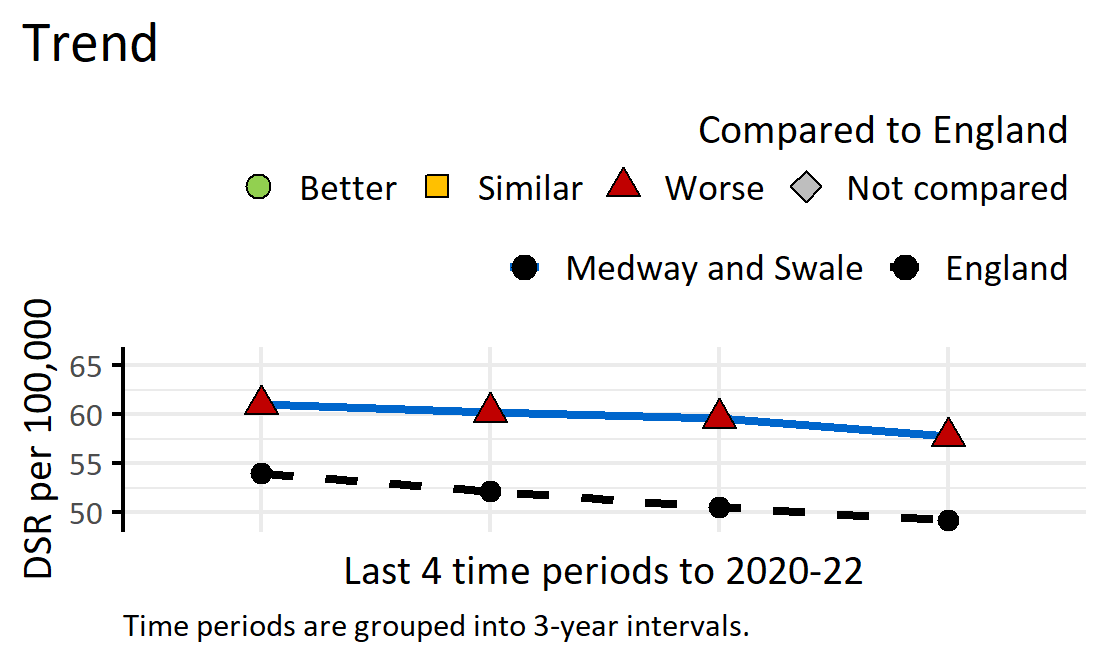 Trend
Compared to England
Better Similar Worse Not compared
Medway and Swale England
DSR per 100,000
65
60
55
50
Last 4 time periods to 2020-22
Time periods are grouped into 3-year intervals.